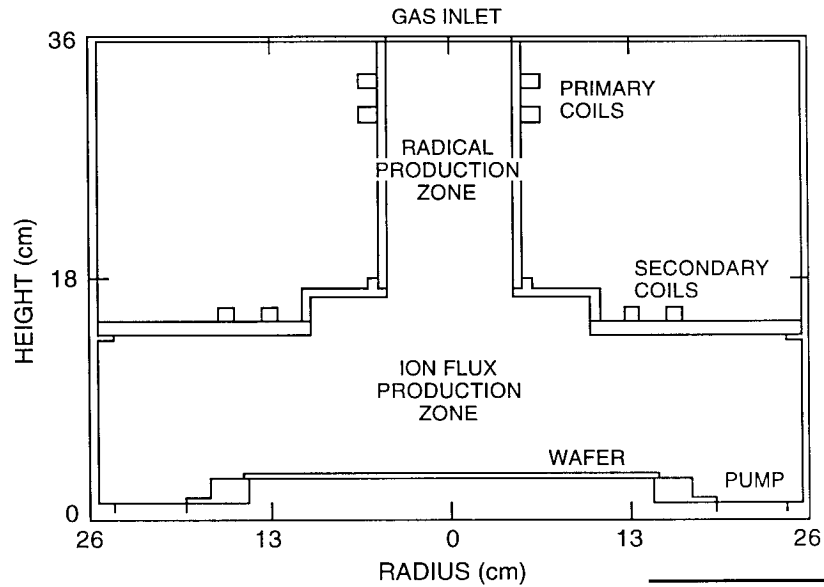 GAS INLET
36
PRIMARY
COILS
RADICAL
PRODUCTION
ZONE
HEIGHT (cm)
18
SECONDARY
COILS
ION FLUX
PRODUCTION
ZONE
WAFER
PUMP
0
26
13
0
13
26
RADIUS (cm)